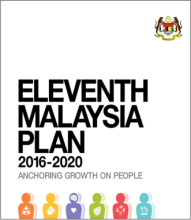 ELEVENTH
MALAYSIA
PLAN
2016-2020
ANCHORING GROWTH ON PEOPLE